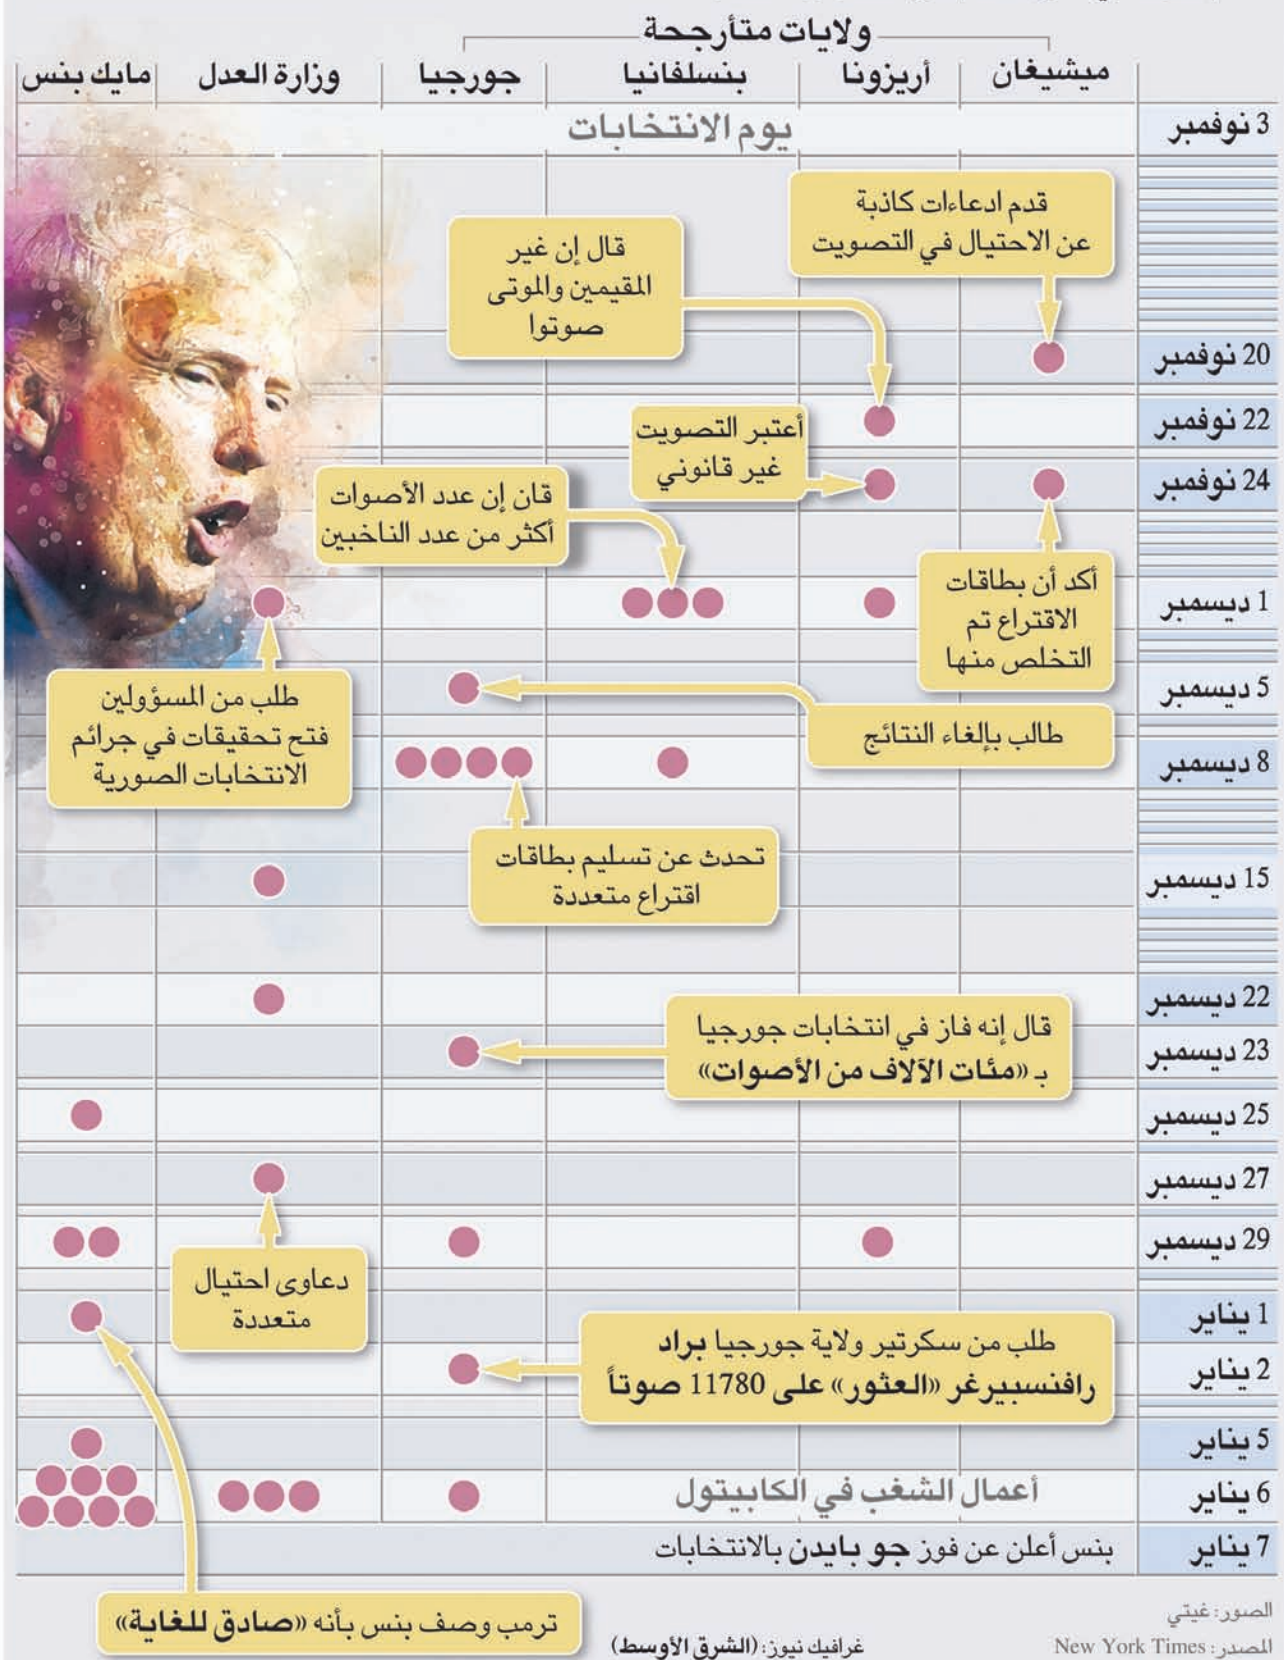 ولايات متأرجحة
ميشيغان
أريزونا
بنسلفانيا
جورجيا
وزارة العدل
مايك بنس
3 نوفمبر
يوم الانتخابات
قدم ادعاءات كاذبة
عن الاحتيال في التصويت
قال إن غير
المقيمين والموتى
صوتوا
20 نوفمبر
22 نوفمبر
أعتبر التصويت
غير قانوني
24 نوفمبر
قان إن عدد الأصوات
أكثر من عدد الناخبين
أكد أن بطاقات
الاقتراع تم
التخلص منها
1 ديسمبر
طلب من المسؤولين
فتح تحقيقات في جرائم
الانتخابات الصورية
5 ديسمبر
طالب بإلغاء النتائج
8 ديسمبر
تحدث عن تسليم بطاقات
اقتراع متعددة
15 ديسمبر
22 ديسمبر
قال إنه فاز في انتخابات جورجيا
بـ «مئات الآلاف من الأصوات»
23 ديسمبر
25 ديسمبر
27 ديسمبر
29 ديسمبر
دعاوى احتيال
متعددة
1 يناير
طلب من سكرتير ولاية جورجيا براد
رافنسبيرغر «العثور» على 11780 صوتاً
2 يناير
5 يناير
6 يناير
أعمال الشغب في الكابيتول
7 يناير
بنس أعلن عن فوز جو بايدن بالانتخابات
ترمب وصف بنس بأنه «صادق للغاية»
الصور: غيتي
المصدر: New York Times
غرافيك نيوز: (الشرق الأوسط)